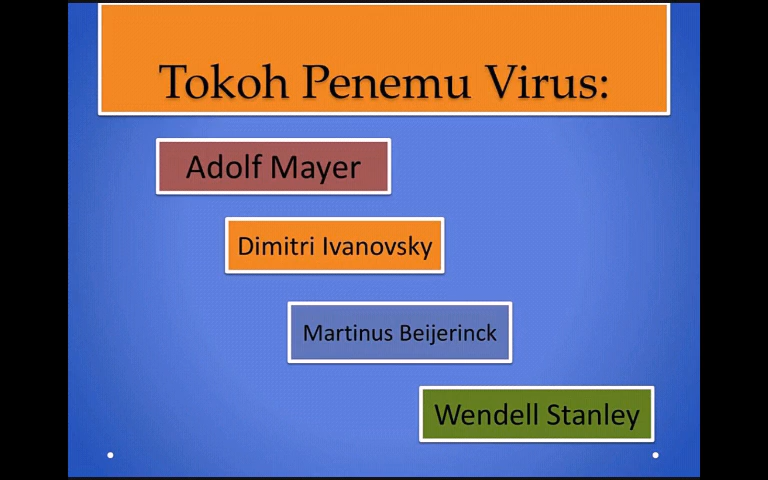 Tokoh Penemu Virus:
Adolf Mayer
Dimitri Ivanovsky
Martinus Beijerinck
Wendell Stanley